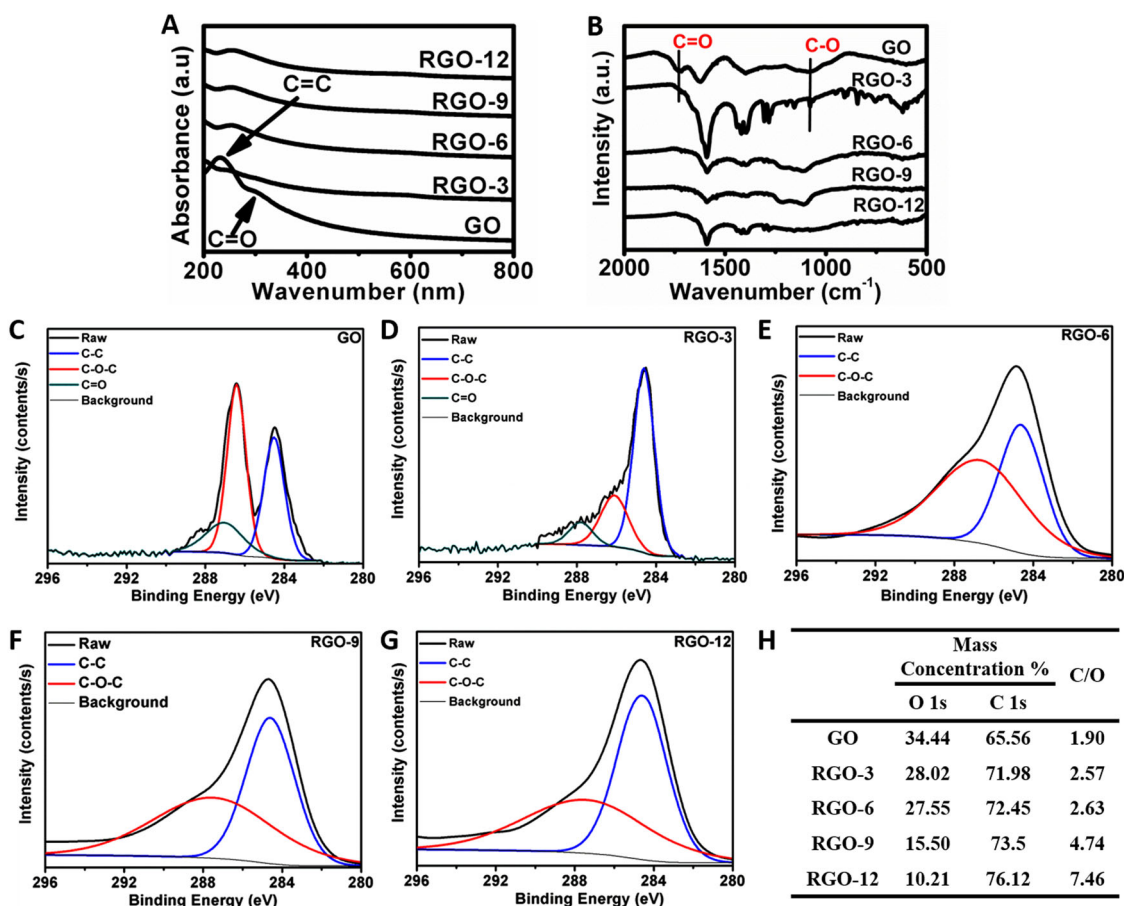 A
Absorbance (a.u)
RGO-12
RGO-9
RGO-6
RGO-3
GO
C=C
C=O
200
400
600
800
Wavenumber (nm)
B
Intensity (a.u.)
C=O
C-O
GO
RGO-3
RGO-6
RGO-9
RGO-12
2000
1500
1000
500
Wavenumber (cm-1)
C
GO
Raw
C-C
C-O-C
C=O
Background
Intensity (contents/s)
296
292
288
284
280
Binding Energy (eV)
D
RGO-3
Raw
C-C
C-O-C
C=O
Background
Intensity (contents/s)
296
292
288
284
280
Binding Energy (eV)
E
RGO-6
Raw
C-C
C-O-C
Background
Intensity (contents/s)
296
292
288
284
280
Binding Energy (eV)
F
RGO-9
Raw
C-C
C-O-C
Background
Intensity (contents/s)
296
292
288
284
280
Binding Energy (eV)
G
RGO-12
Raw
C-C
C-O-C
Background
Intensity (contents/s)
296
292
288
284
280
Binding Energy (eV)
H
Mass
Concentration %
C/O
O 1s C 1s
GO 34.44 65.56 1.90
RGO-3 28.02 71.98 2.57
RGO-6 27.55 72.45 2.63
RGO-9 15.50 73.5 4.74
RGO-12 10.21 76.12 7.46